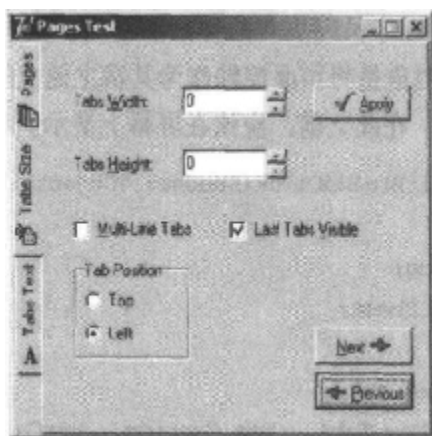 Pages Test
Pages
Tabs Size
Tabs Text
Tabs Width:
0
Apply
Tabs Height:
0
Multi-Line Tabs
Last Tabs Visible
Tab Position
Top
Left
Next
Previous